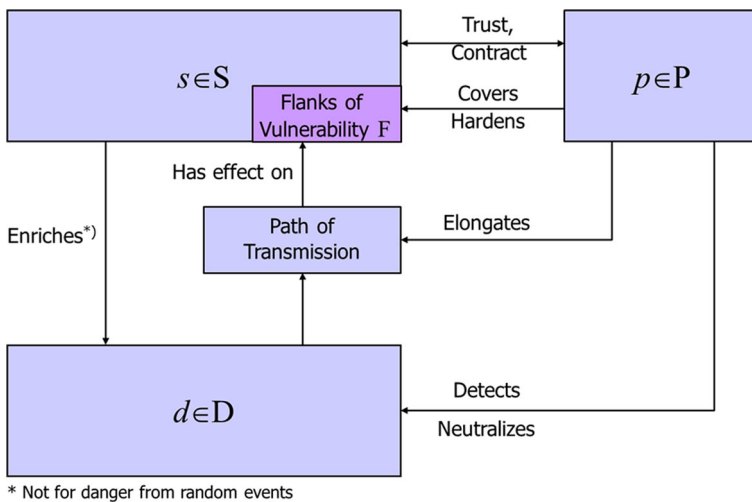 s∈S
Trust,
Contract
p∈P
Flanks of
Vulnerability F
Covers
Hardens
Has effect on
Enriches*)
Path of
Transmission
Elongates
d∈D
Detects
Neutralizes
* Not for danger from random events